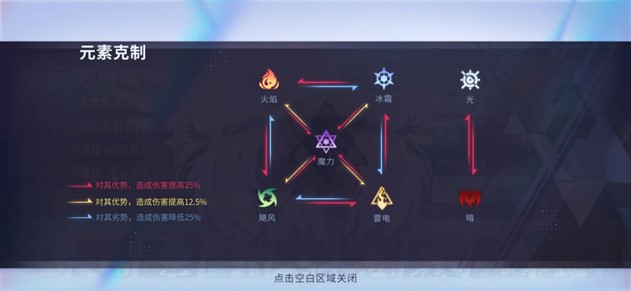 元素克制
火焰
冰霜
光
魔力
对其优势，造成伤害提高25%
对其优势，造成伤害提高12.5%
对其劣势，造成伤害降低25%
飓风
雷电
暗
点击空白区域关闭